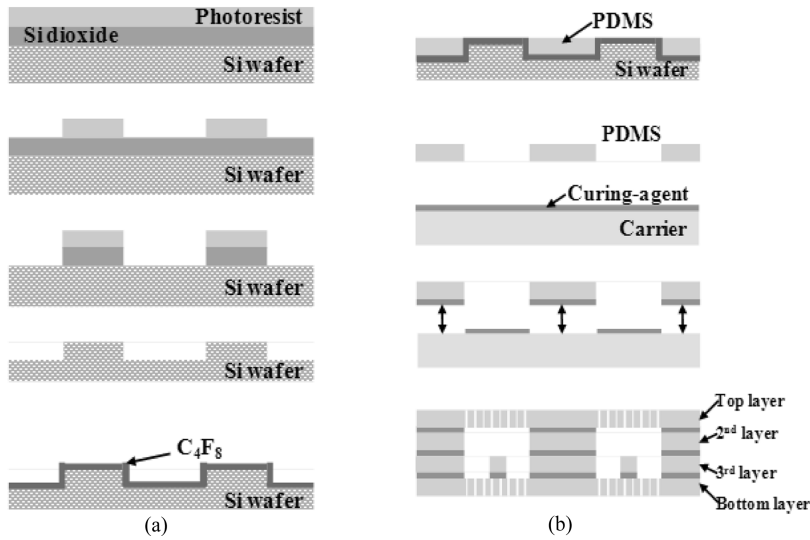 Photoresist
Si dioxide
Si wafer
Si wafer
Si wafer
Si wafer
C4F8
Si wafer
(a)
PDMS
Si wafer
PDMS
Curing-agent
Carrier
Top layer
2nd layer
3rd layer
Bottom layer
(b)